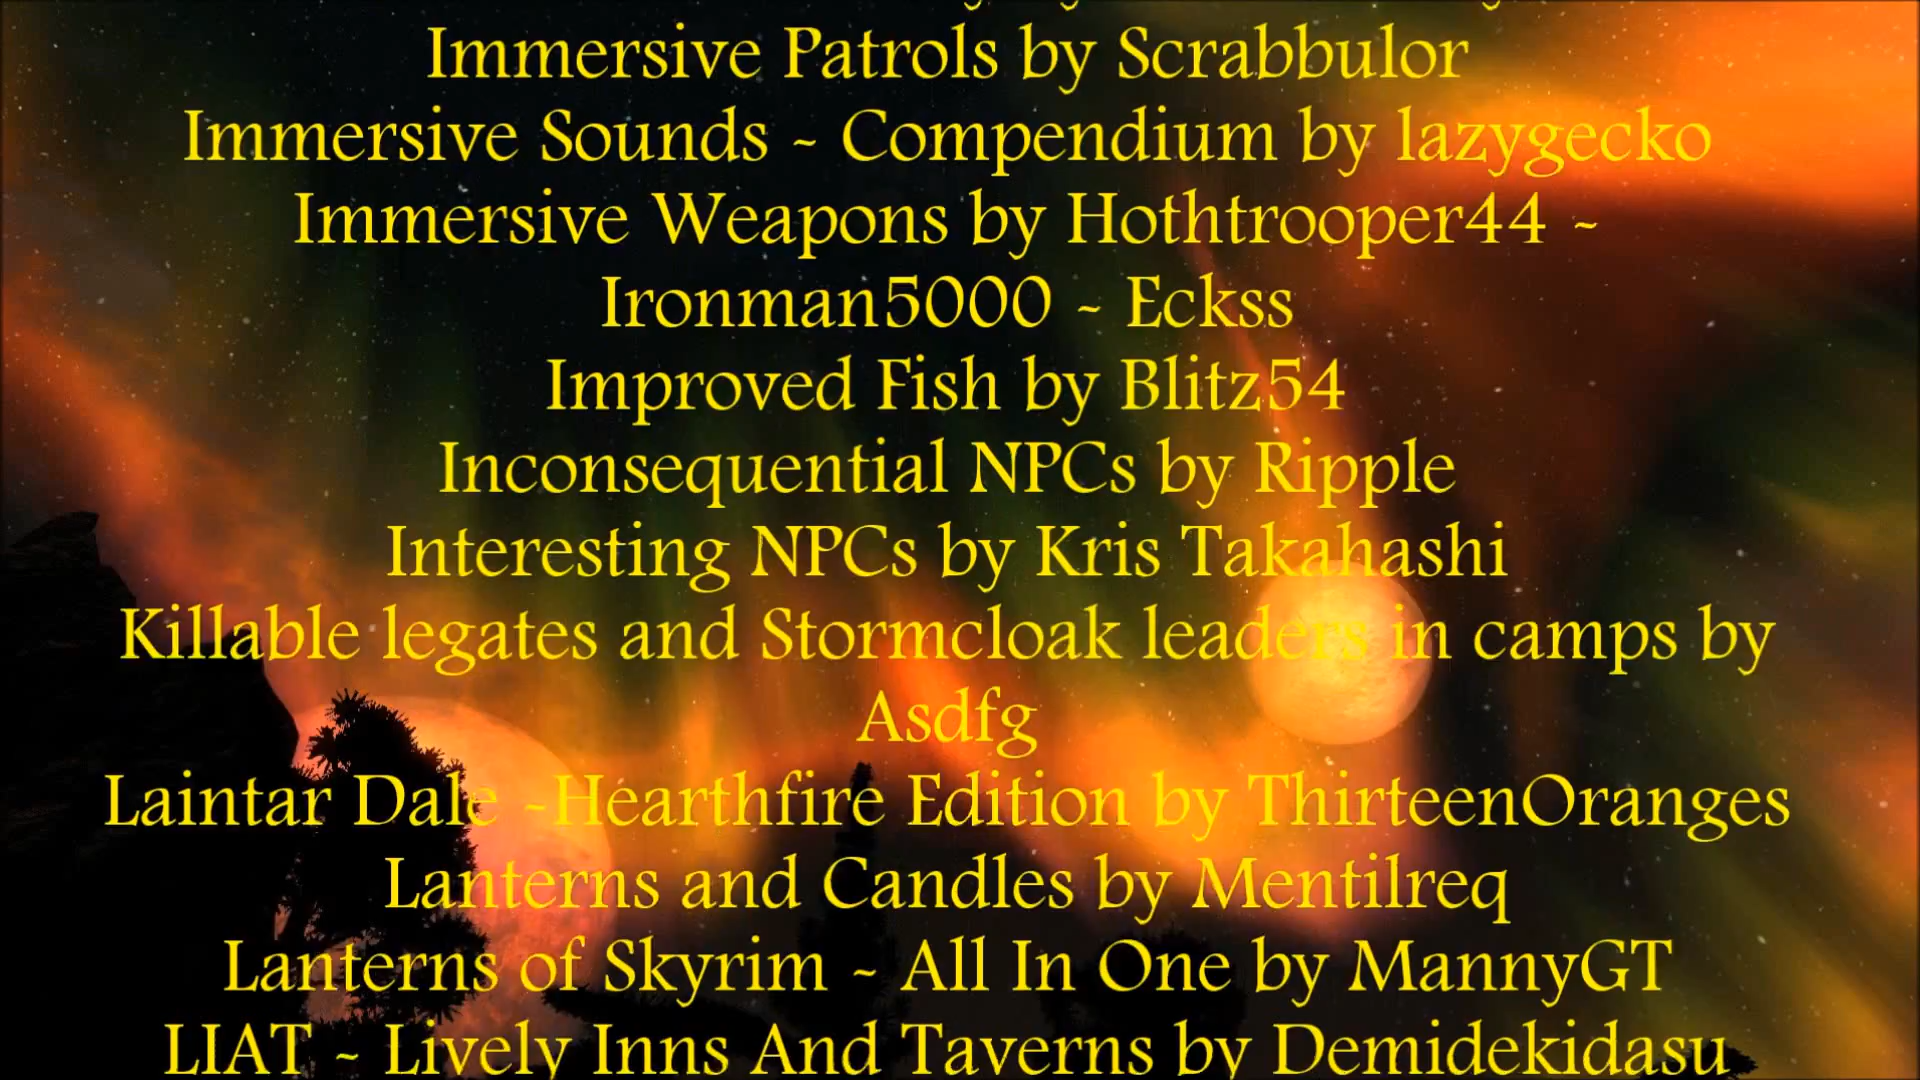 Immersive Patrols by Scrabbulor
Immersive Sounds - Compendium by lazygecko
Immersive Weapons by Hothtrooper44 -
Ironman5000 - Eckss
Improved Fish by Blitz54
Inconsequential NPCs by Ripple
Interesting NPCs by Kris Takahashi
Killable legates and Stormcloak leaders in camps by
Asdfg
Laintar Dale -Hearthfire Edition by ThirteenOranges
Lanterns and Candles by Mentilreq
Lanterns of Skyrim - All In One by MannyGT
LIAT - Lively Inns And Taverns by Demidekidasu